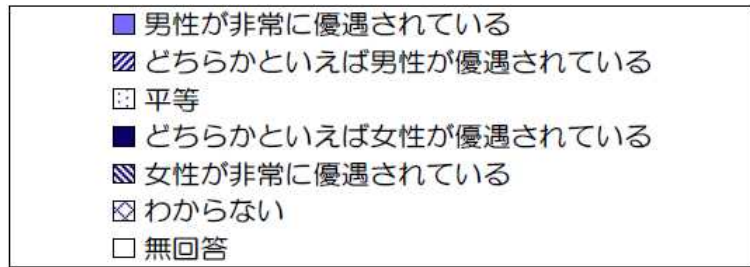 男性が非常に優遇されている
どちらかといえば男性が優遇されている
平等
どちらかといえば女性が優遇されている
女性が非常に優遇されている
わからない
無回答